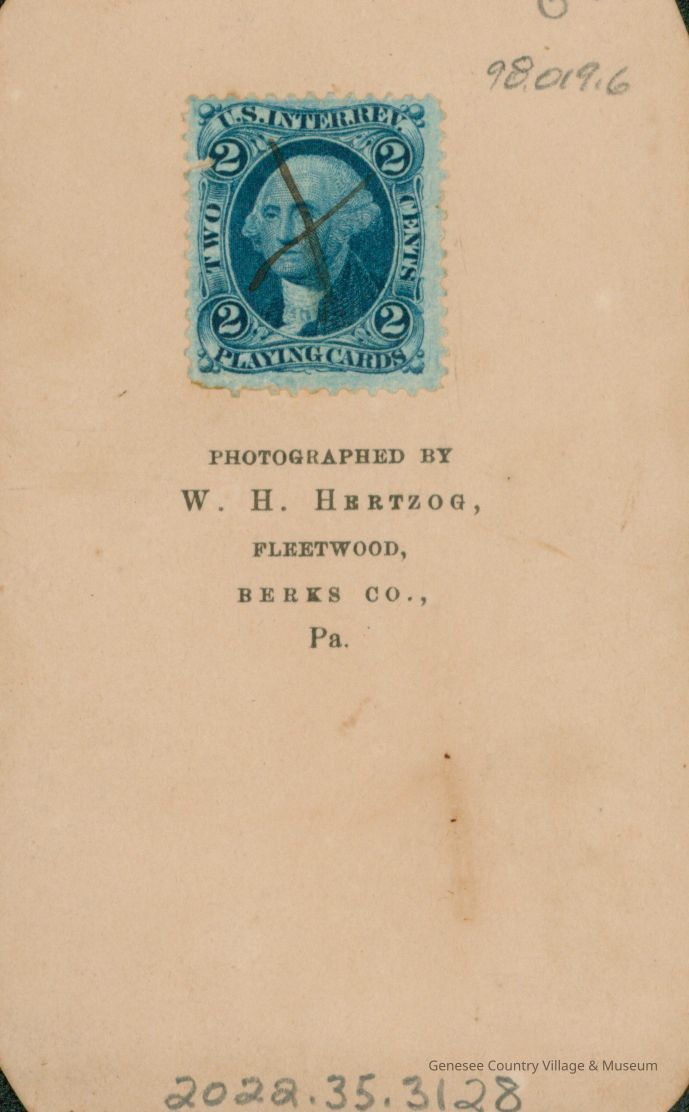 98.019.6
U.S. INTER. REV.
2 2
TWO CENTS
2 2
PLAYING CARDS
PHOTOGRAPHED BY
W. H. HERTZOG,
FLEETWOOD,
BERKS CO.,
Pa.
Genesee Country Village & Museum
2022.35.3128